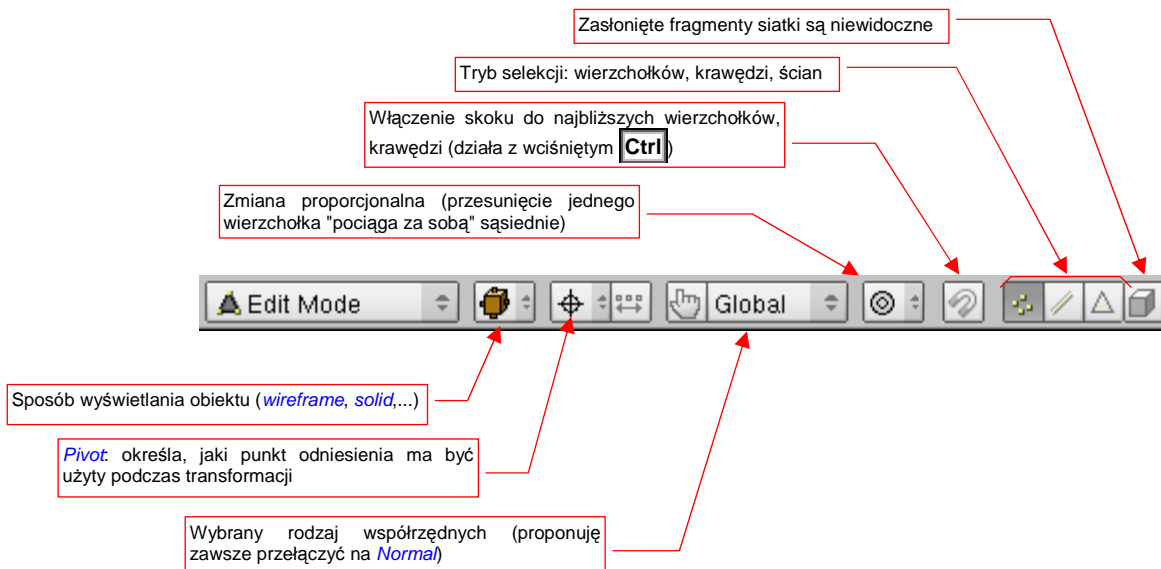 Zasłonięte fragmenty siatki są niewidoczne
Tryb selekcji: wierzchołków, krawędzi, ścian
Włączenie skoku do najbliższych wierzchołków,
krawędzi (działa z wciśniętym Ctrl)
Zmiana proporcjonalna (przesunięcie jednego
wierzchołka "pociąga za sobą" sąsiednie)
Edit Mode
Global
Sposób wyświetlania obiektu (wireframe, solid,...)
Pivot: określa, jaki punkt odniesienia ma być
użyty podczas transformacji
Wybrany rodzaj współrzędnych (proponuję
zawsze przełączyć na Normal)